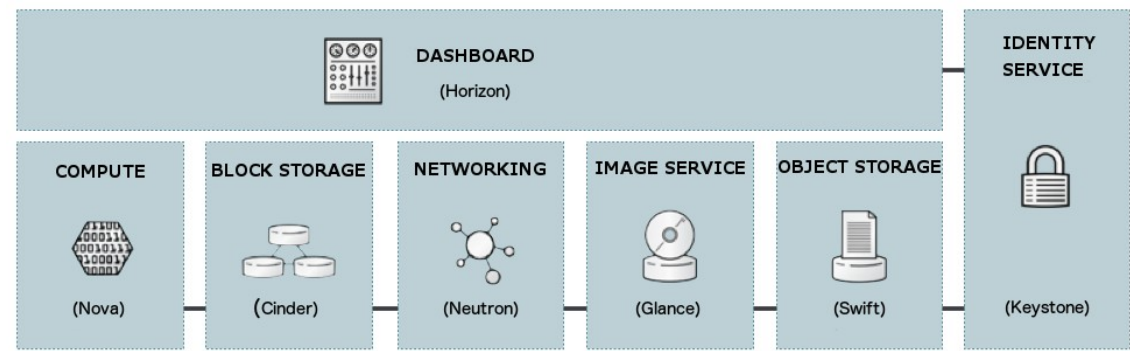 DASHBOARD
(Horizon)
IDENTITY
SERVICE
(Keystone)
COMPUTE
(Nova)
BLOCK STORAGE
(Cinder)
NETWORKING
(Neutron)
IMAGE SERVICE
(Glance)
OBJECT STORAGE
(Swift)